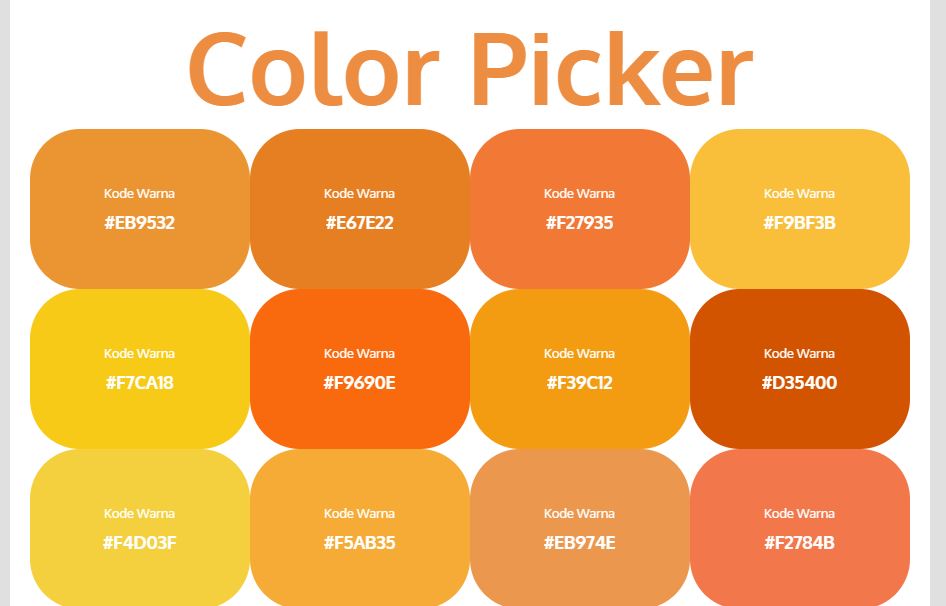 Color Picker
Kode Warna Kode Warna Kode Warna Kode Warna
#EB9532 #E67E22 #F27935 #F9BF3B
Kode Warna Kode Warna Kode Warna Kode Warna
#F7CA18 #F9690E #F39C12 #D35400
Kode Warna Kode Warna Kode Warna Kode Warna
#F4D03F #F5AB35 #EB974E #F2784B